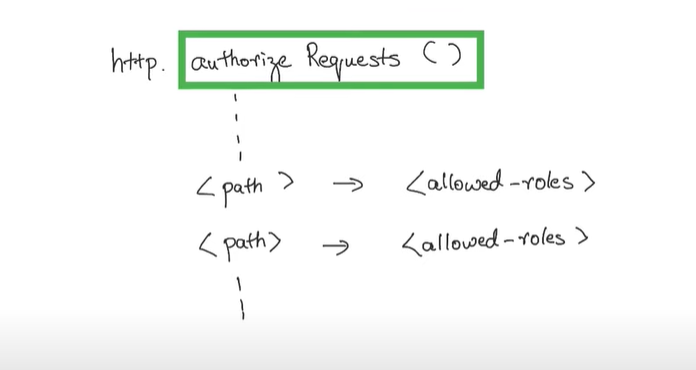 http. authorize Requests ()
<path> → <allowed-roles>
<path> → <allowed-roles>